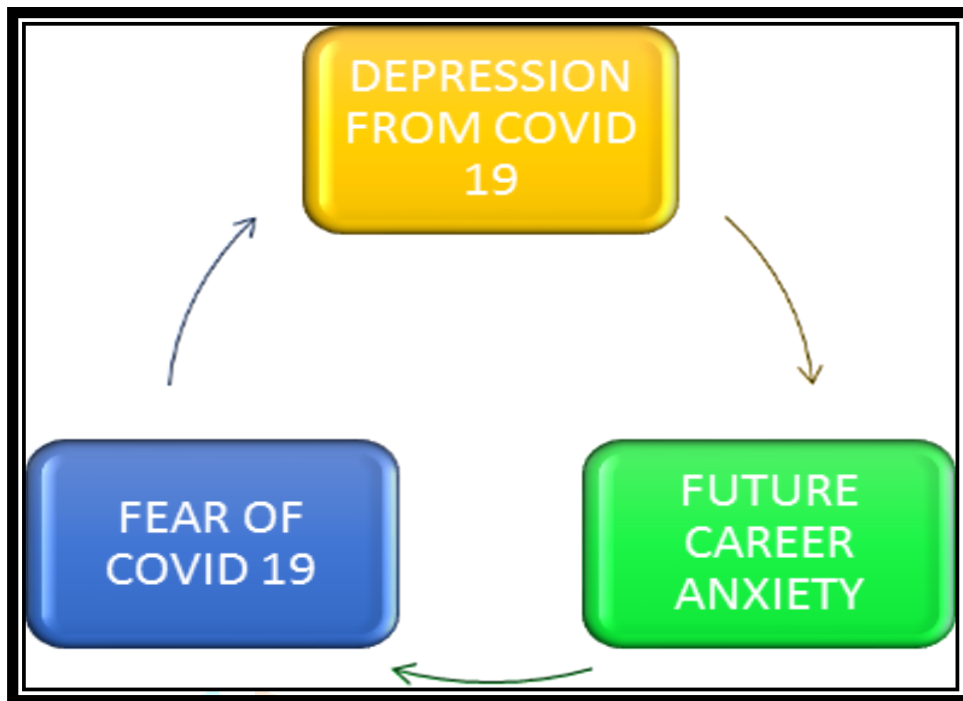 DEPRESSION
FROM COVID
19
FEAR OF
COVID 19
FUTURE
CAREER
ANXIETY